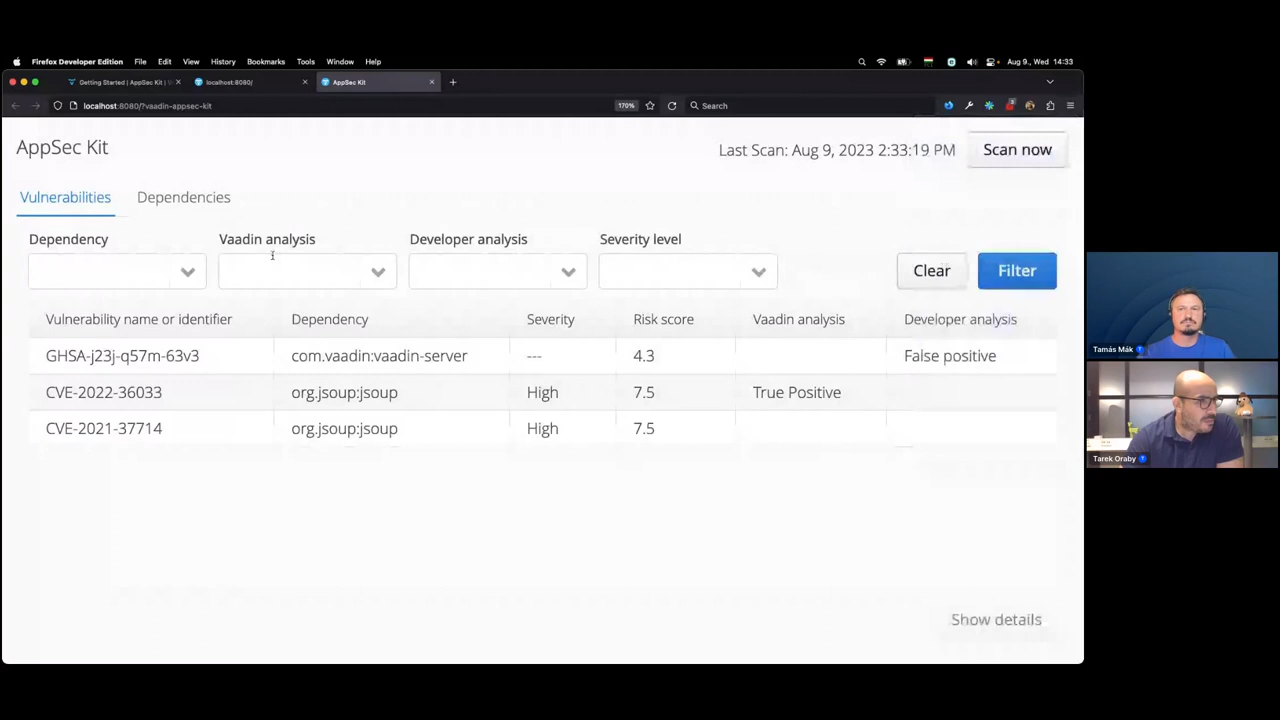 Firefox Developer Edition File Edit View History Bookmarks Tools Window Help Aug 9., Wed 14:33
Getting Started | AppSec Kit | localhost:8080/ AppSec Kit
localhost:8080/?vaadin-appsec-kit 170% Search
AppSec Kit
Last Scan: Aug 9, 2023 2:33:19 PM Scan now
Vulnerabilities Dependencies
Dependency Vaadin analysis Developer analysis Severity level
Clear Filter
Vulnerability name or identifier Dependency Severity Risk score Vaadin analysis Developer analysis
GHSA-j23j-q57m-63v3 com.vaadin:vaadin-server --- 4.3 False positive
CVE-2022-36033 org.jsoup:jsoup High 7.5 True Positive
CVE-2021-37714 org.jsoup:jsoup High 7.5
Show details
Tamás Mák
Tarek Oraby